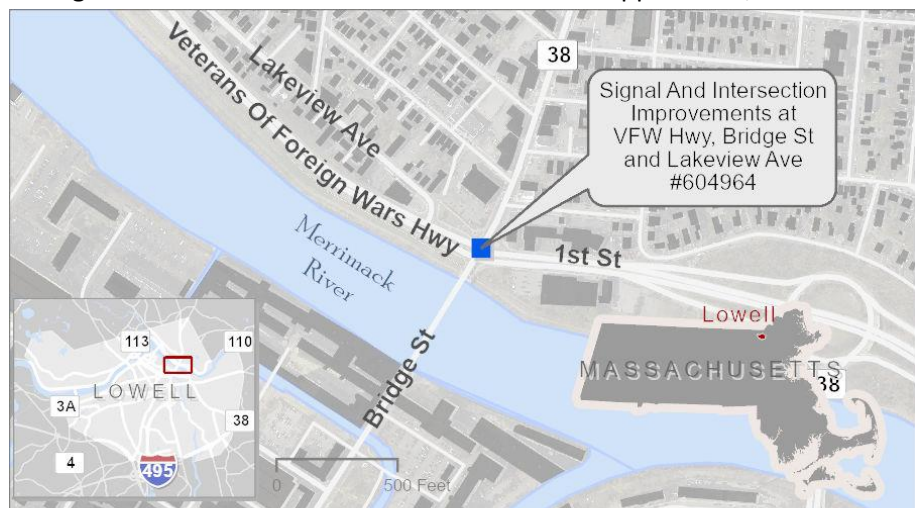 38
Signal And Intersection
Improvements at
VFW Hwy, Bridge St
and Lakeview Ave
#604964
Lakeview Ave
Veterans Of Foreign Wars Hwy
1st St
Merrimack
River
Bridge St
Lowell
MASSACHUSETTS
38
113
110
LOWELL
3A
38
4
495
0
500 Feet